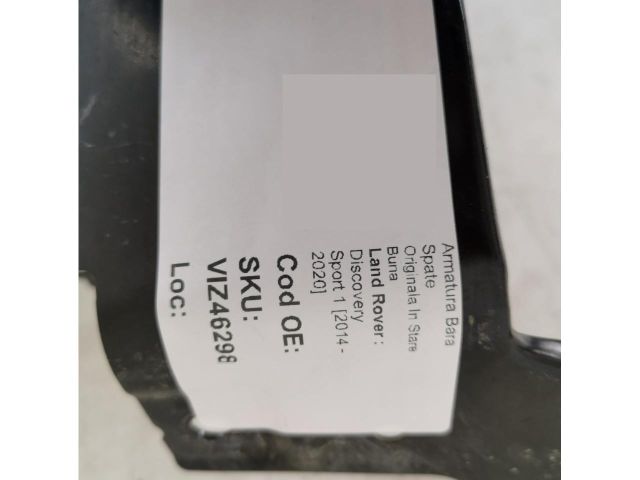 Armatura Bara
Spate
Originala In Stare
Buna
Land Rover :
Discovery
Sport 1 [2014 -
2020]
Cod OE:
SKU:
VIZ46298
Loc: